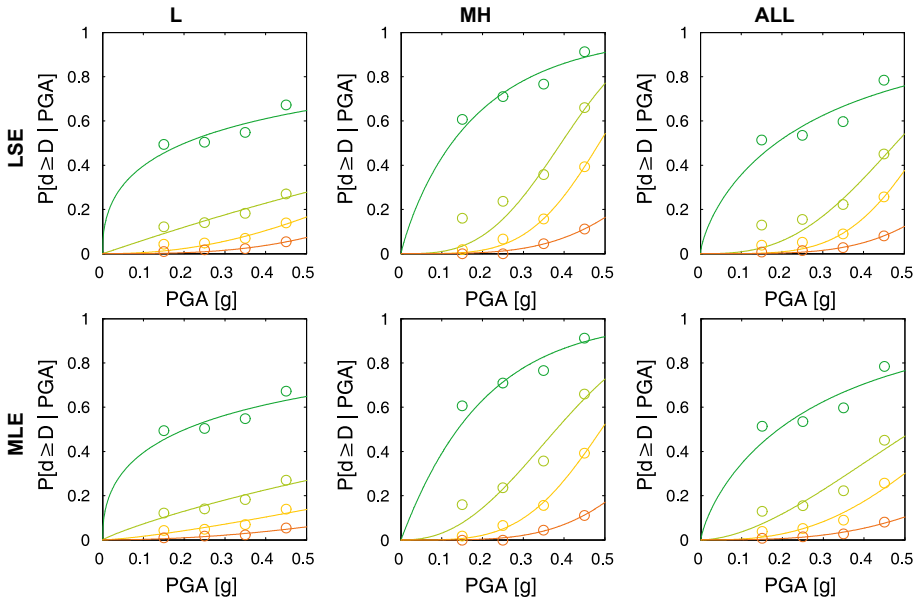 L MH ALL
LSE
P[d ≥ D | PGA] P[d ≥ D | PGA] P[d ≥ D | PGA]
1 1 1
0.8 0.8 0.8
0.6 0.6 0.6
0.4 0.4 0.4
0.2 0.2 0.2
0 0 0
0 0.1 0.2 0.3 0.4 0.5 0 0.1 0.2 0.3 0.4 0.5 0 0.1 0.2 0.3 0.4 0.5
PGA [g] PGA [g] PGA [g]
MLE
P[d ≥ D | PGA] P[d ≥ D | PGA] P[d ≥ D | PGA]
1 1 1
0.8 0.8 0.8
0.6 0.6 0.6
0.4 0.4 0.4
0.2 0.2 0.2
0 0 0
0 0.1 0.2 0.3 0.4 0.5 0 0.1 0.2 0.3 0.4 0.5 0 0.1 0.2 0.3 0.4 0.5
PGA [g] PGA [g] PGA [g]